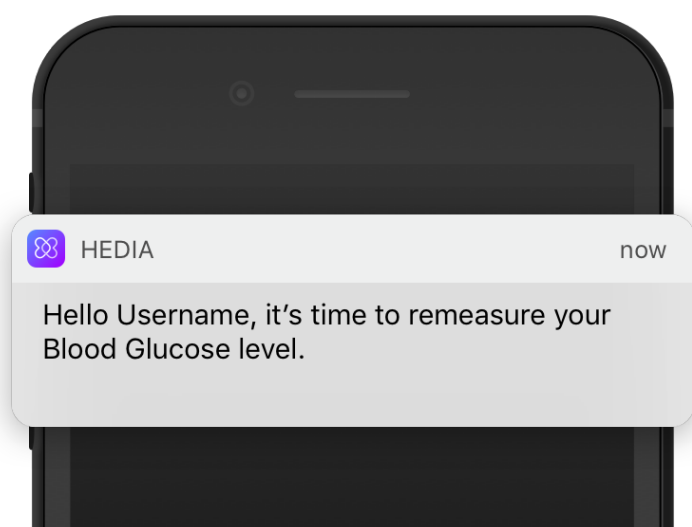 HEDIA now
Hello Username, it’s time to remeasure your
Blood Glucose level.